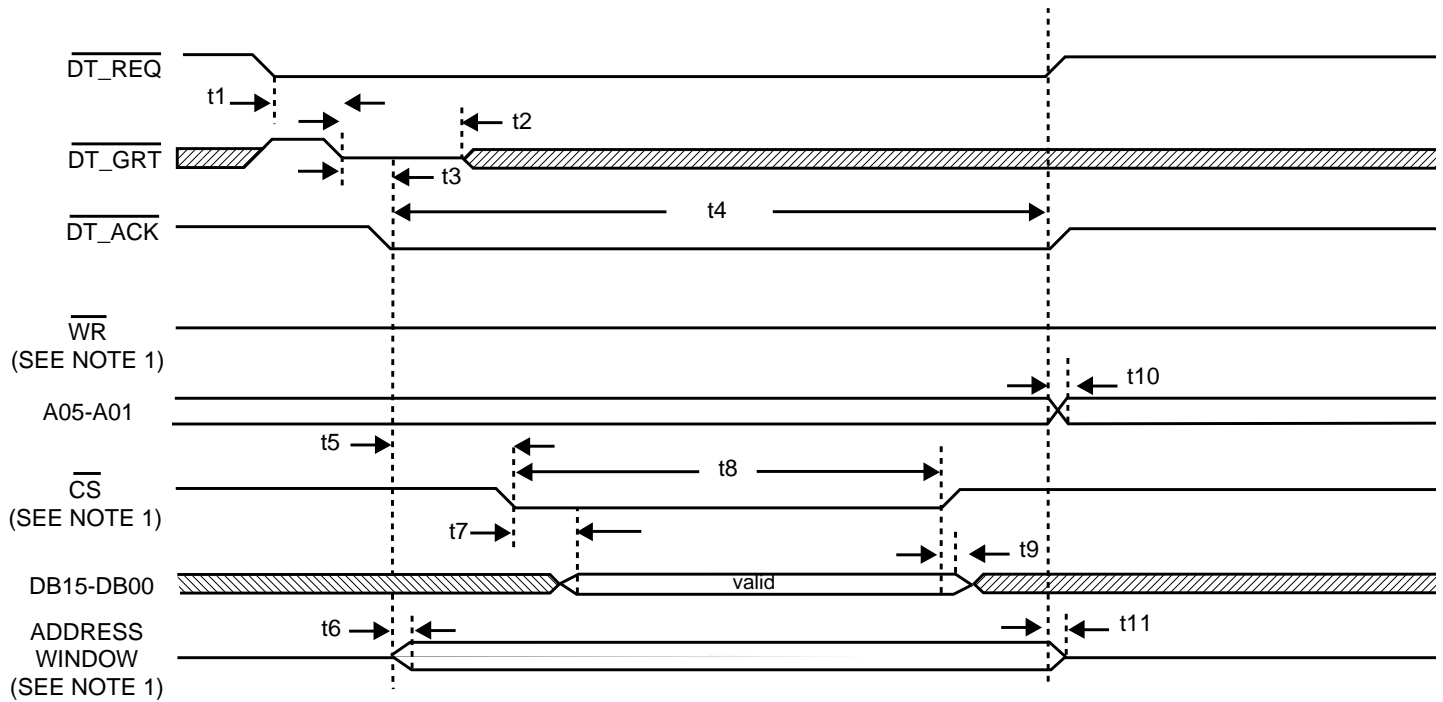 DT_REQ
t1
t2
DT_GRT
t3
t4
DT_ACK
WR
(SEE NOTE 1)
t10
A05-A01
t5
t8
CS
(SEE NOTE 1)
t7
t9
DB15-DB00
valid
ADDRESS
WINDOW
(SEE NOTE 1)
t6
t11